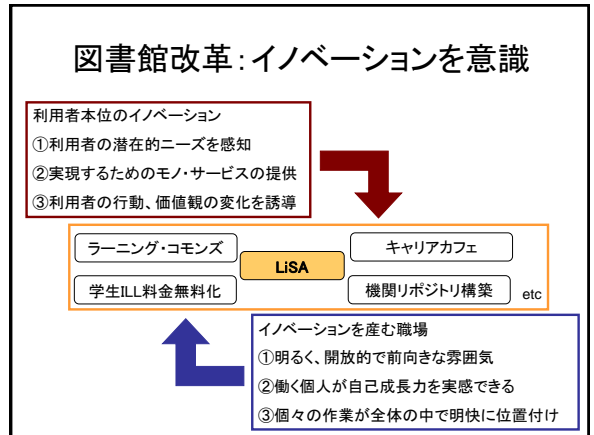 図書館改革：イノベーションを意識
利用者本位のイノベーション
①利用者の潜在的ニーズを感知
②実現するためのモノ・サービスの提供
③利用者の行動、価値観の変化を誘導
ラーニング・コモンズ
キャリアカフェ
LiSA
学生ILL料金無料化
機関リポジトリ構築
etc
イノベーションを産む職場
①明るく、開放的で前向きな雰囲気
②働く個人が自己成長力を実感できる
③個々の作業が全体の中で明快に位置付け